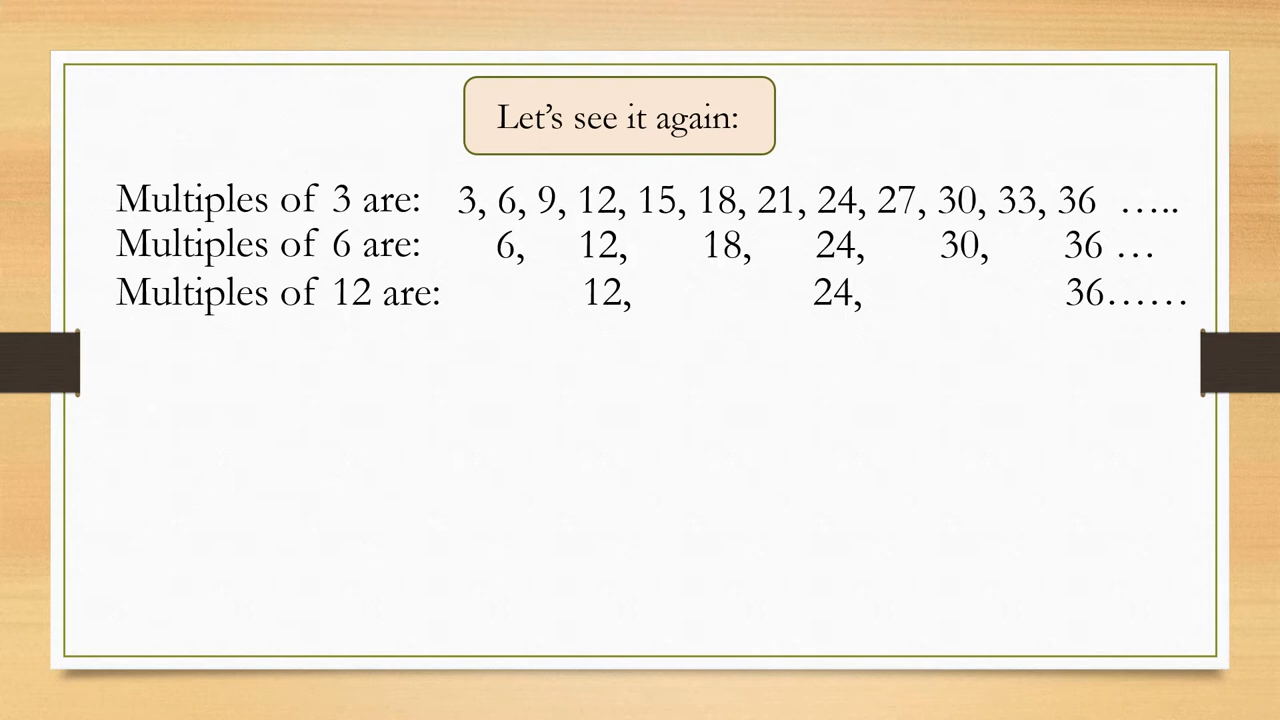 Let’s see it again:
Multiples of 3 are: 3, 6, 9, 12, 15, 18, 21, 24, 27, 30, 33, 36 …..
Multiples of 6 are: 6, 12, 18, 24, 30, 36 …
Multiples of 12 are: 12, 24, 36……